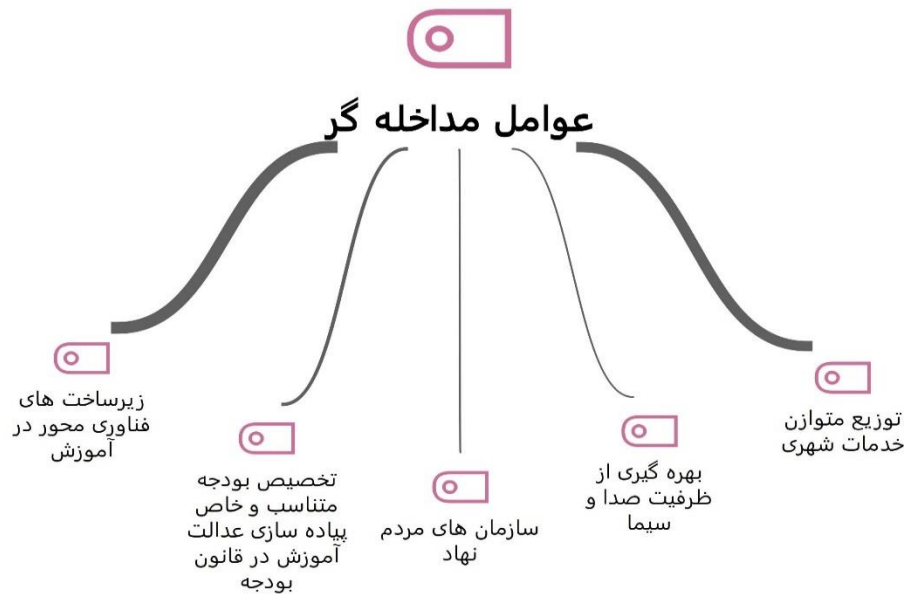 عوامل مداخله گر
توزیع متوازن
خدمات شهری
بهره گیری از
ظرفیت صدا و
سیما
سازمان های مردم
نهاد
تخصیص بودجه
متناسب و خاص
پیاده سازی عدالت
آموزش در قانون
بودجه
زیرساخت های
فناوری محور در
آموزش